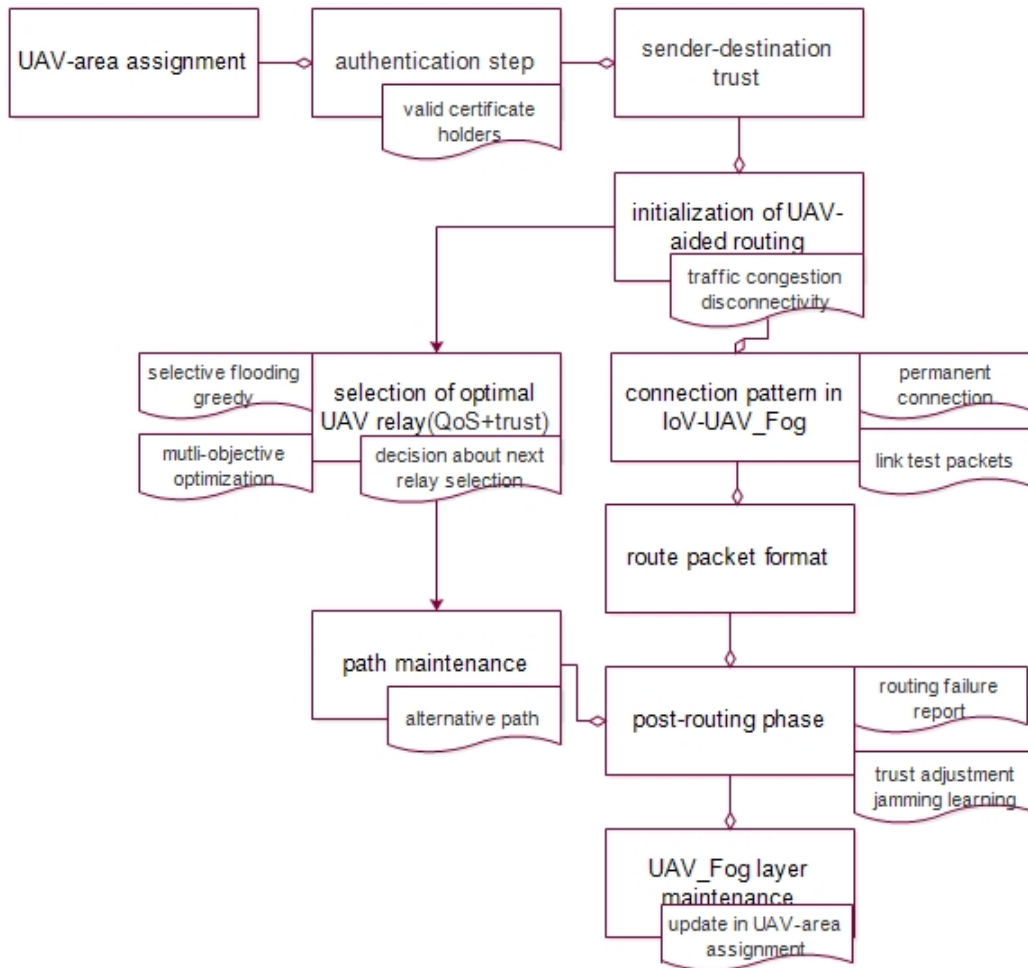 UAV-area assignment
authentication step
valid certificate
holders
sender-destination
trust
initialization of UAV-
aided routing
traffic congestion
disconnectivity
selective flooding
greedy
mutli-objective
optimization
selection of optimal
UAV relay(QoS+trust)
decision about next
relay selection
connection pattern in
IoV-UAV_Fog
permanent
connection
link test packets
route packet format
path maintenance
alternative path
post-routing phase
routing failure
report
trust adjustment
jamming learning
UAV_Fog layer
maintenance
update in UAV-area
assignment